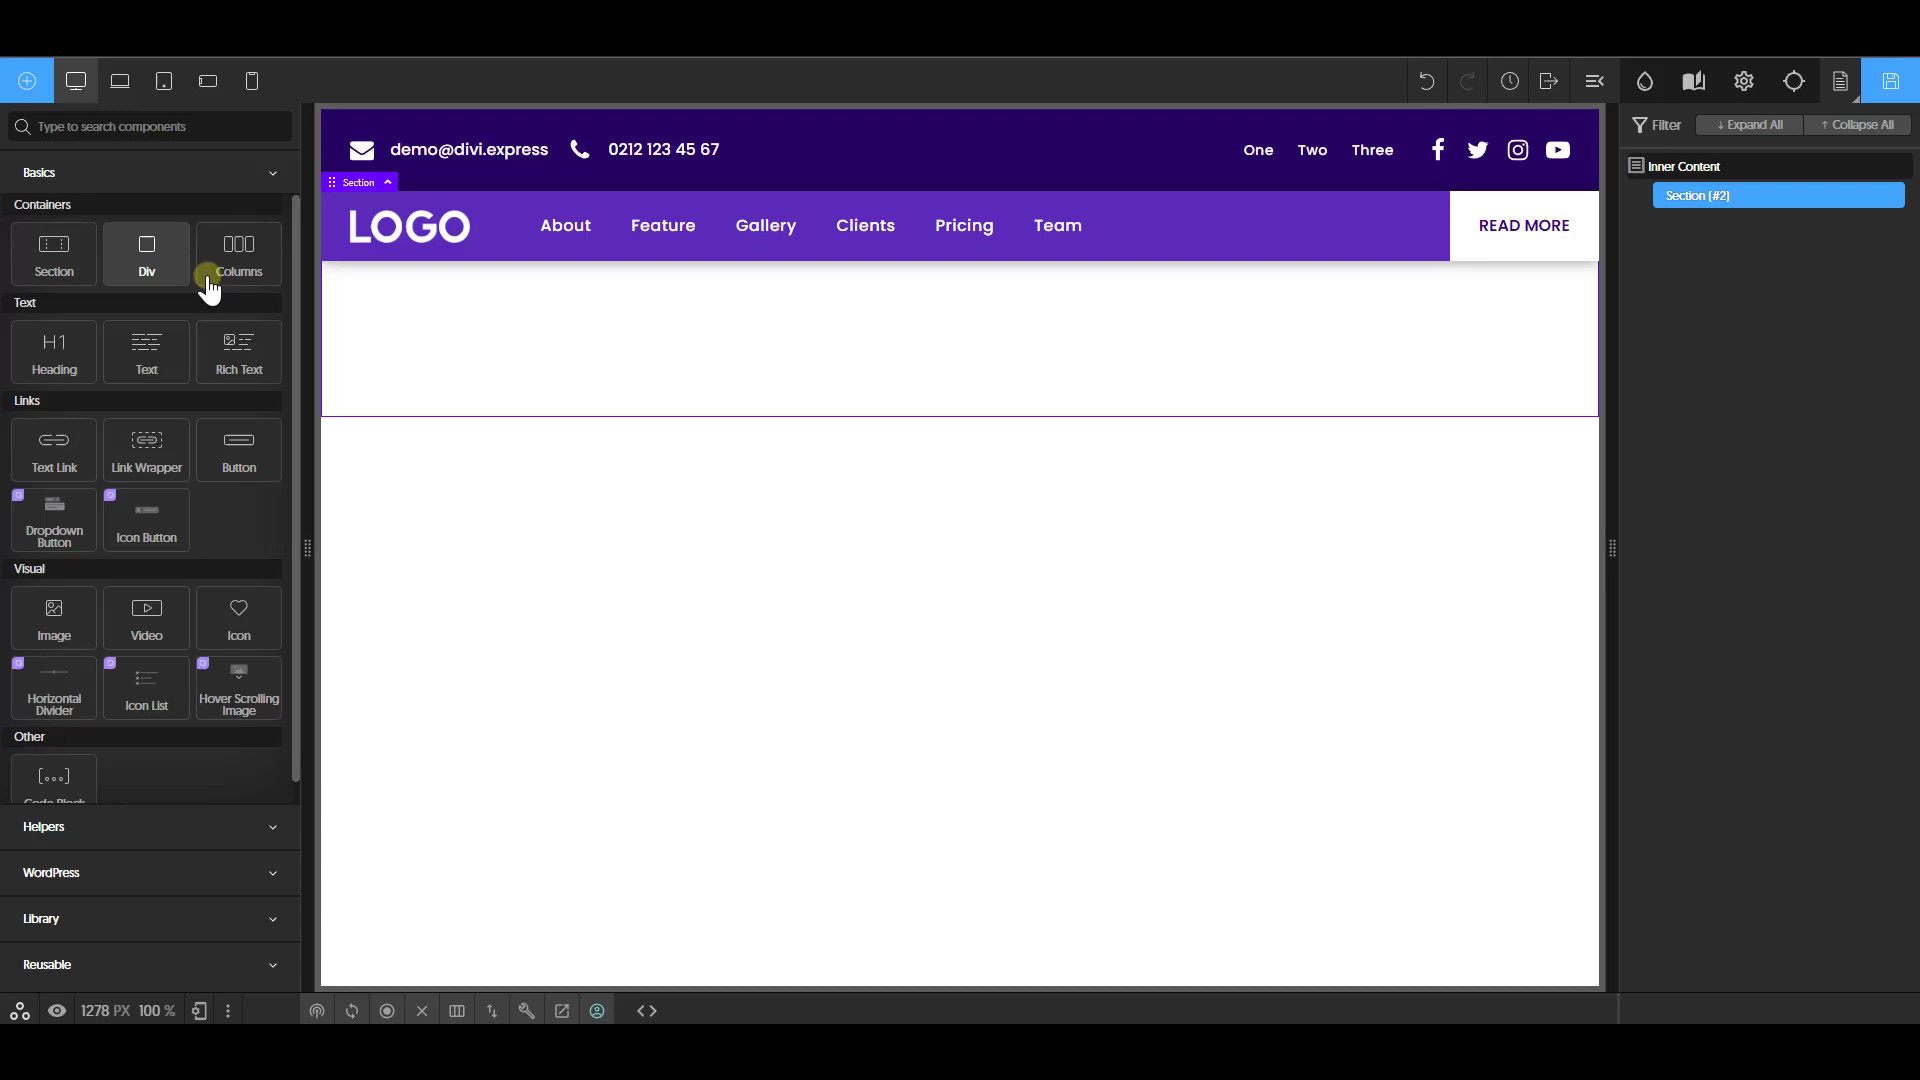 Type to search components
Filter
↓ Expand All
↑ Collapse All
Basics
Containers
Section
Div
Columns
Text
H1
Heading
Text
Rich Text
Links
Text Link
Link Wrapper
Button
Dropdown
Button
Icon Button
Visual
Image
Video
Icon
Horizontal
Divider
Icon List
Hover Scrolling
Image
Other
[...]
Code Block
Helpers
WordPress
Library
Reusable
demo@divi.express
0212 123 45 67
One
Two
Three
Section
LOGO
About
Feature
Gallery
Clients
Pricing
Team
READ MORE
Inner Content
Section (#2)
1278 PX
100 %